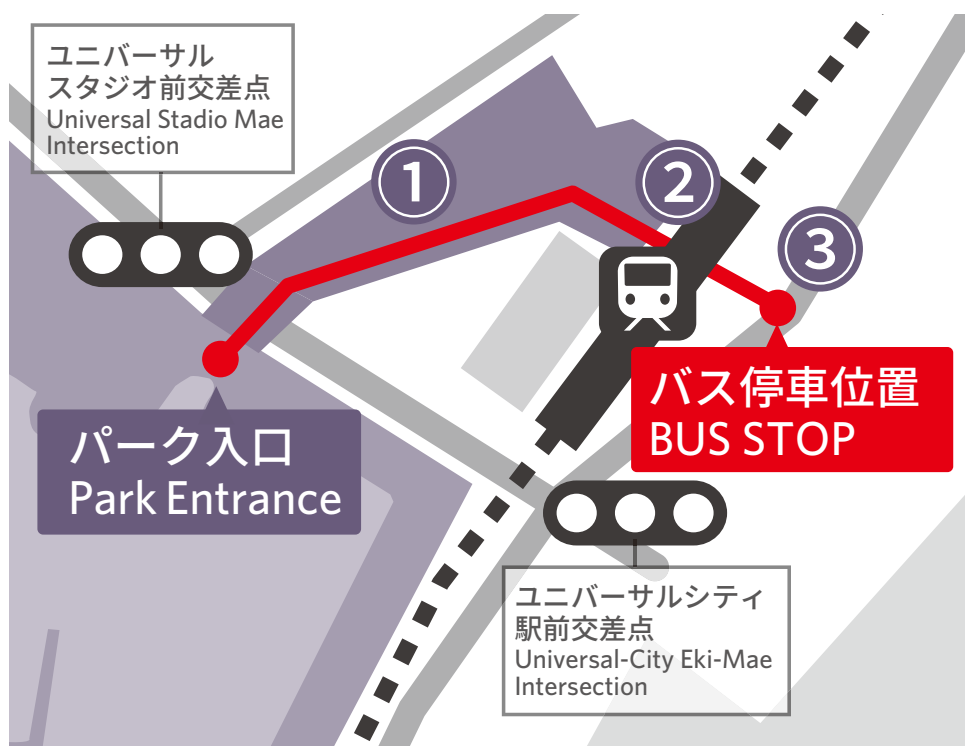 ユニバーサル
スタジオ前交差点
Universal Stadio Mae
Intersection
①
②
③
バス停車位置
BUS STOP
パーク入口
Park Entrance
ユニバーサルシティ
駅前交差点
Universal-City Eki-Mae
Intersection